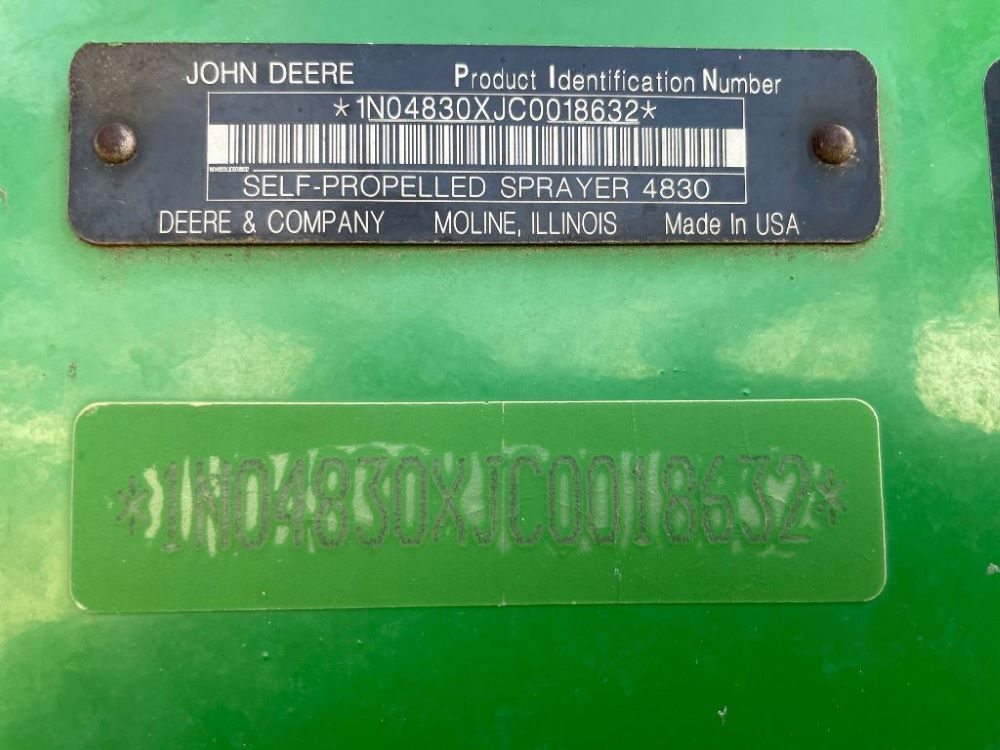 JOHN DEERE Product Identification Number
*1N04830XJC0018632*
SELF-PROPELLED SPRAYER 4830
DEERE & COMPANY MOLINE, ILLINOIS Made In USA
*1N04830XJC0018632*